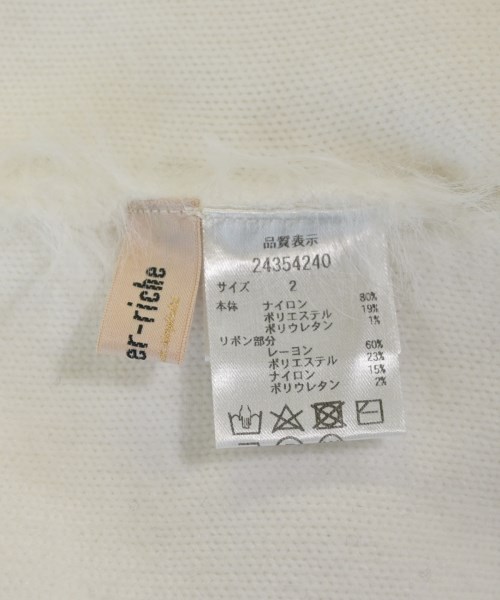 er-riche
品質表示
24354240
サイズ 2
本体 ナイロン 80%
ポリエステル 19%
ポリウレタン 1%
リボン部分
レーヨン 60%
ポリエステル 23%
ナイロン 15%
ポリウレタン 2%